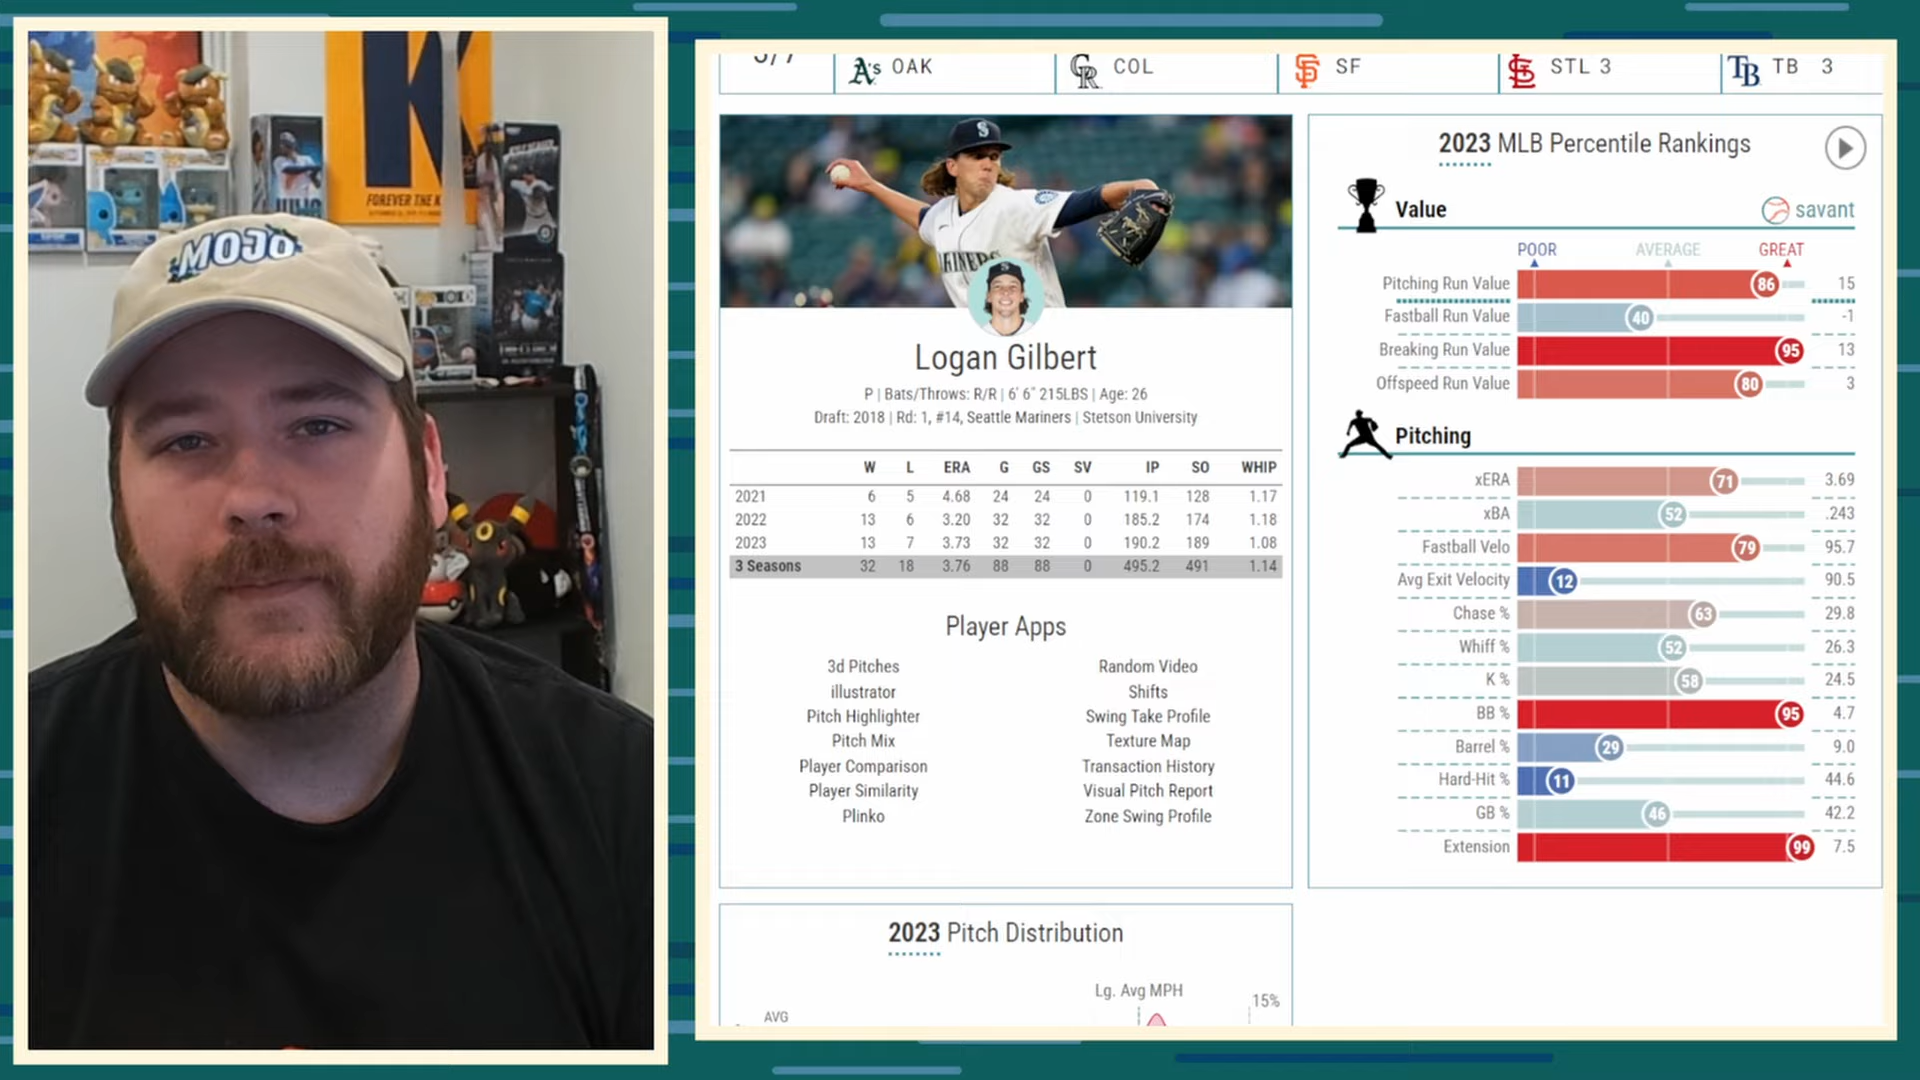 MOJO
FOREVER THE K
OAK
COL
SF
STL 3
TB 3
MARINERS
Logan Gilbert
P | Bats/Throws: R/R | 6' 6" 215LBS | Age: 26
Draft: 2018 | Rd: 1, #14, Seattle Mariners | Stetson University
W L ERA G GS SV IP SO WHIP
2021 6 5 4.68 24 24 0 119.1 128 1.17
2022 13 6 3.20 32 32 0 185.2 174 1.18
2023 13 7 3.73 32 32 0 190.2 189 1.08
3 Seasons 32 18 3.76 88 88 0 495.2 491 1.14
Player Apps
3d Pitches
illustrator
Pitch Highlighter
Pitch Mix
Player Comparison
Player Similarity
Plinko
Random Video
Shifts
Swing Take Profile
Texture Map
Transaction History
Visual Pitch Report
Zone Swing Profile
2023 MLB Percentile Rankings
Value
savant
POOR AVERAGE GREAT
Pitching Run Value 86 15
Fastball Run Value 40 -1
Breaking Run Value 95 13
Offspeed Run Value 80 3
Pitching
xERA 71 3.69
xBA 52 .243
Fastball Velo 79 95.7
Avg Exit Velocity 12 90.5
Chase % 63 29.8
Whiff % 52 26.3
K % 58 24.5
BB % 95 4.7
Barrel % 29 9.0
Hard-Hit % 11 44.6
GB % 46 42.2
Extension 99 7.5
2023 Pitch Distribution
Lg. Avg MPH
15%
AVG